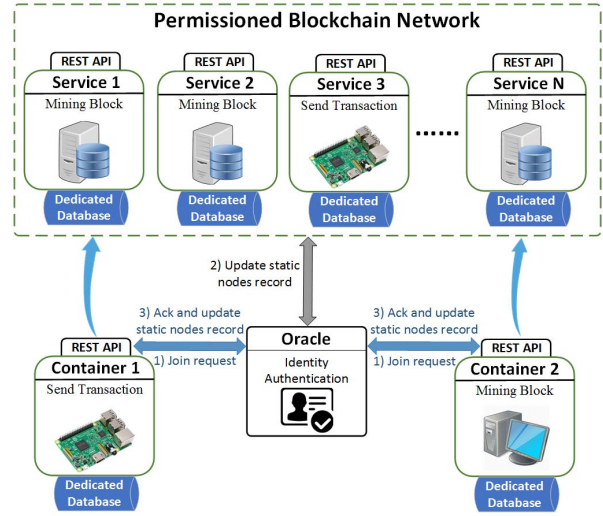 Permissioned Blockchain Network
REST API
Service 1
Mining Block
Dedicated
Database
REST API
Service 2
Mining Block
Dedicated
Database
REST API
Service 3
Send Transaction
Dedicated
Database
......
REST API
Service N
Mining Block
Dedicated
Database
2) Update static
nodes record
3) Ack and update
static nodes record
1) Join request
3) Ack and update
static nodes record
1) Join request
Oracle
Identity
Authentication
REST API
Container 1
Send Transaction
Dedicated
Database
REST API
Container 2
Mining Block
Dedicated
Database